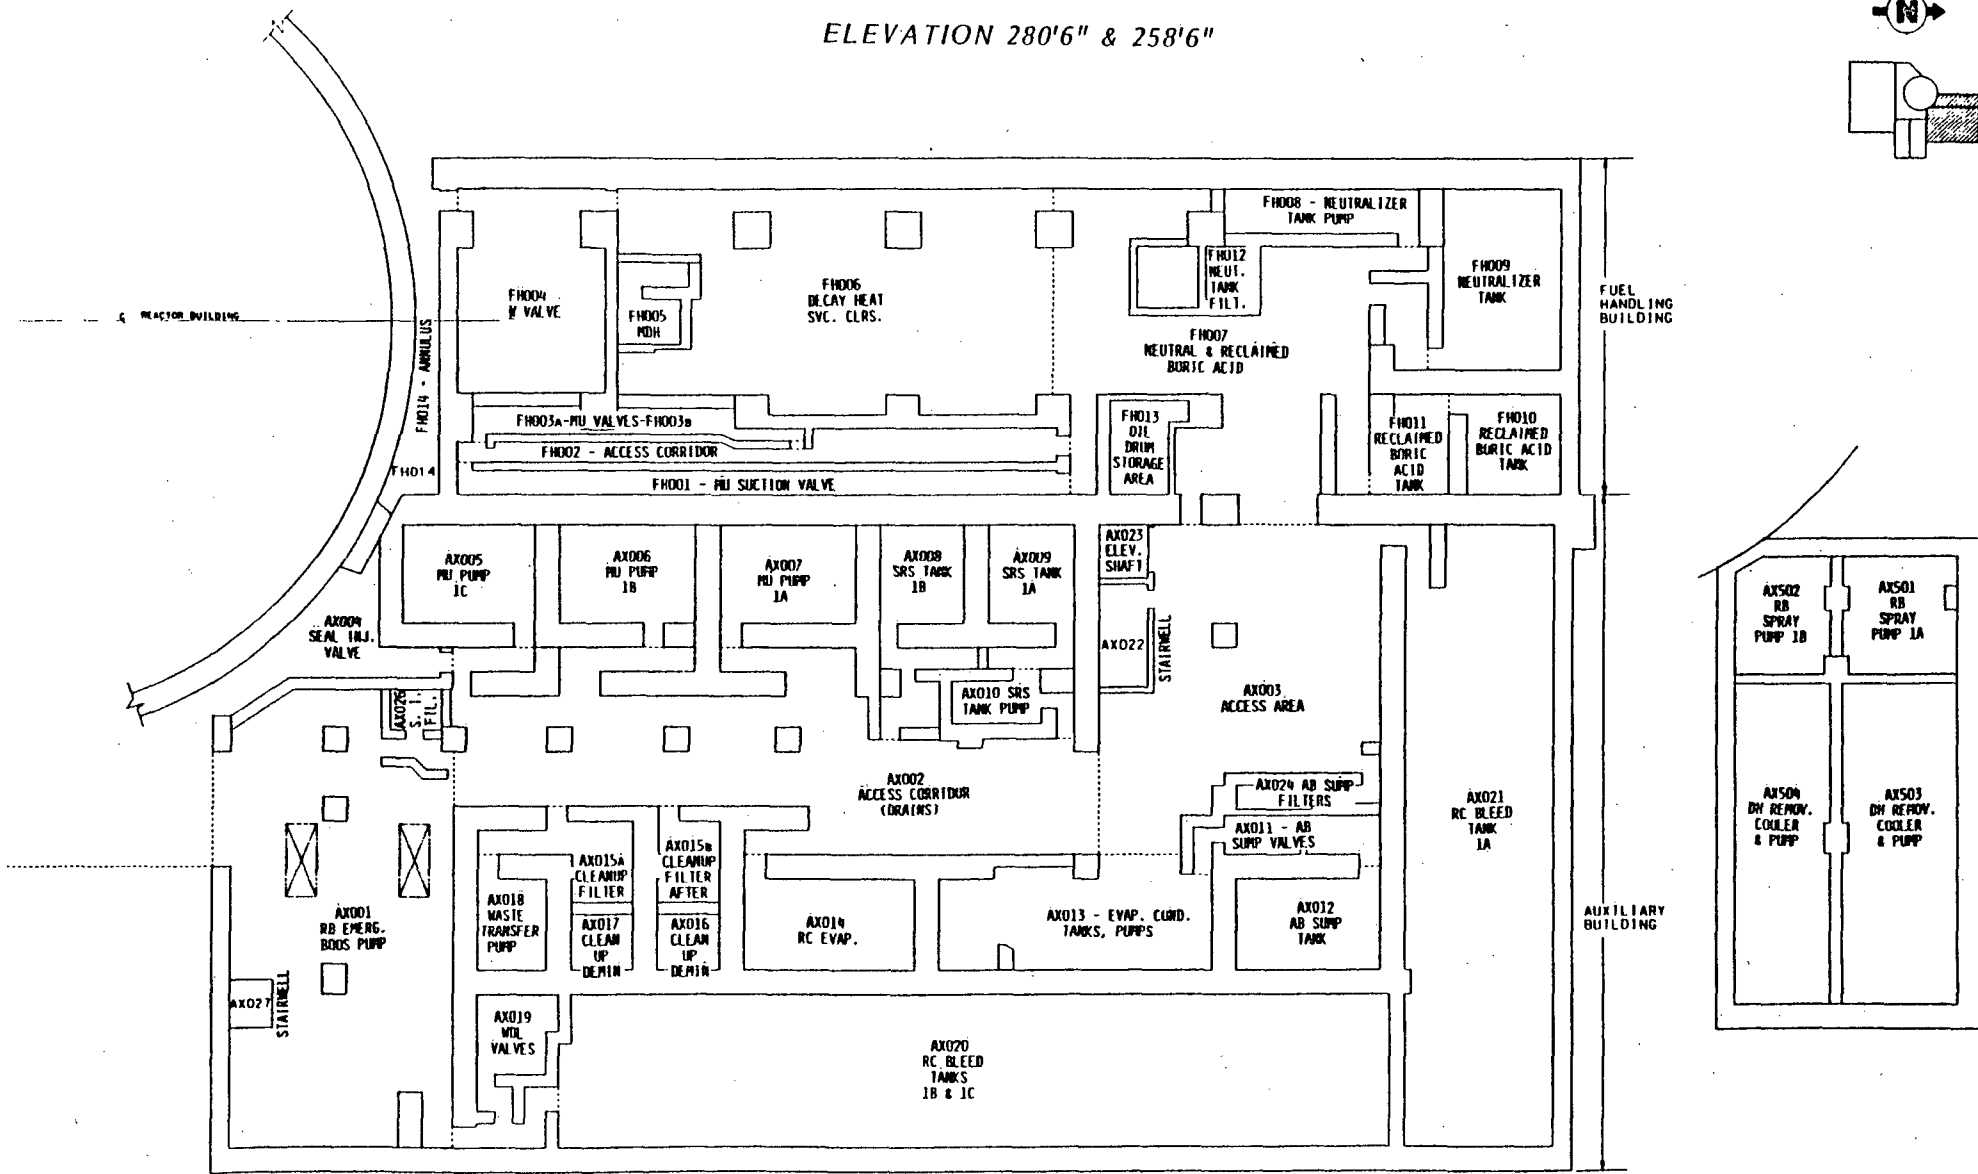 ELEVATION 280'6" & 258'6"
N
FH008 - NEUTRALIZER
TANK PUMP
FH012
NEUT.
TANK
FILT.
FH009
NEUTRALIZER
TANK
FH004
VALVE
FH005
MDH
FH006
DECAY HEAT
SVC. CLRS.
FUEL
HANDLING
BUILDING
REACTOR BUILDING
FH007
NEUTRAL & RECLAIMED
BORIC ACID
FH014 - ANNULUS
FH003A-MU VALVES-FH003B
FH002 - ACCESS CORRIDOR
FH014
FH001 - MU SUCTION VALVE
FH013
OIL
DRUM
STORAGE
AREA
FH011
RECLAIMED
BORIC
ACID
TANK
FH010
RECLAIMED
BORIC ACID
TANK
AX005
MU PUMP
1C
AX006
MU PUMP
1B
AX007
MU PUMP
1A
AX008
SRS TANK
1B
AX009
SRS TANK
1A
AX023
ELEV.
SHAFT
AX502
RB
SPRAY
PUMP 1B
AX501
RB
SPRAY
PUMP 1A
AX004
SEAL INJ.
VALVE
AX022
STAIRWELL
AX026
S. I.
FIL.
AX010 SRS
TANK PUMP
AX003
ACCESS AREA
AX002
ACCESS CORRIDOR
(DRAINS)
AX024 AB SUMP
FILTERS
AX021
RC BLEED
TANK
1A
AX504
DH REMOV.
COOLER
& PUMP
AX503
DH REMOV.
COOLER
& PUMP
AX011 - AB
SUMP VALVES
AX015A
CLEANUP
FILTER
AX015B
CLEANUP
FILTER
AFTER
AX001
RB EMERG.
BOOS PUMP
AX018
WASTE
TRANSFER
PUMP
AX017
CLEAN
UP
DEMIN
AX016
CLEAN
UP
DEMIN
AX014
RC EVAP.
AX013 - EVAP. COND.
TANKS, PUMPS
AX012
AB SUMP
TANK
AUXILIARY
BUILDING
AX027
STAIRWELL
AX019
WDL
VALVES
AX020
RC BLEED
TANKS
1B & 1C